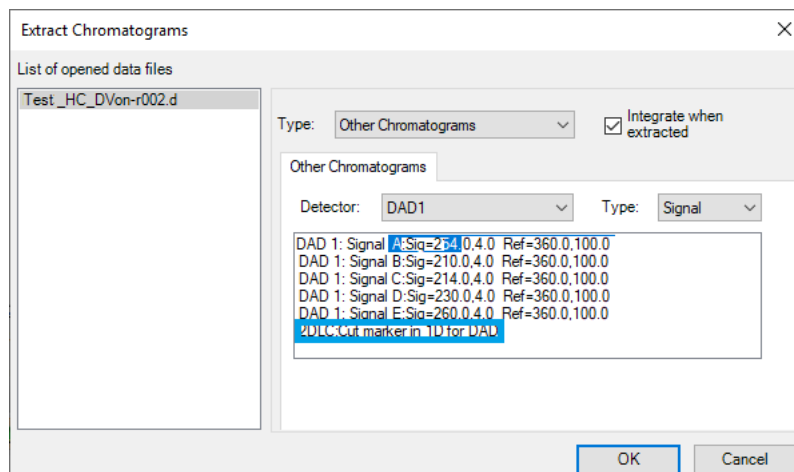 Extract Chromatograms
List of opened data files
Test _HC_DVon-r002.d
Type: Other Chromatograms
Integrate when
extracted
Other Chromatograms
Detector: DAD1 Type: Signal
DAD 1: Signal A:Sig=254.0,4.0 Ref=360.0,100.0
DAD 1: Signal B:Sig=210.0,4.0 Ref=360.0,100.0
DAD 1: Signal C:Sig=214.0,4.0 Ref=360.0,100.0
DAD 1: Signal D:Sig=230.0,4.0 Ref=360.0,100.0
DAD 1: Signal E:Sig=260.0,4.0 Ref=360.0,100.0
2DLC:Cut marker in 1D for DAD
OK Cancel